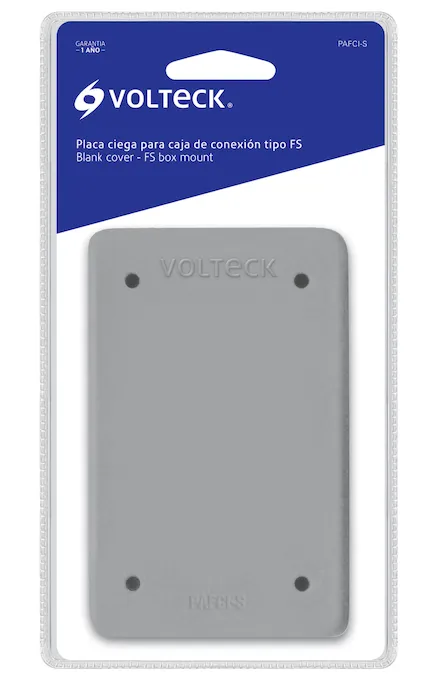 GARANTIA
1 AÑO
PAFCI-S
VOLTECK®
Placa ciega para caja de conexión tipo FS
Blank cover - FS box mount
VOLTECK
PAFCI-S